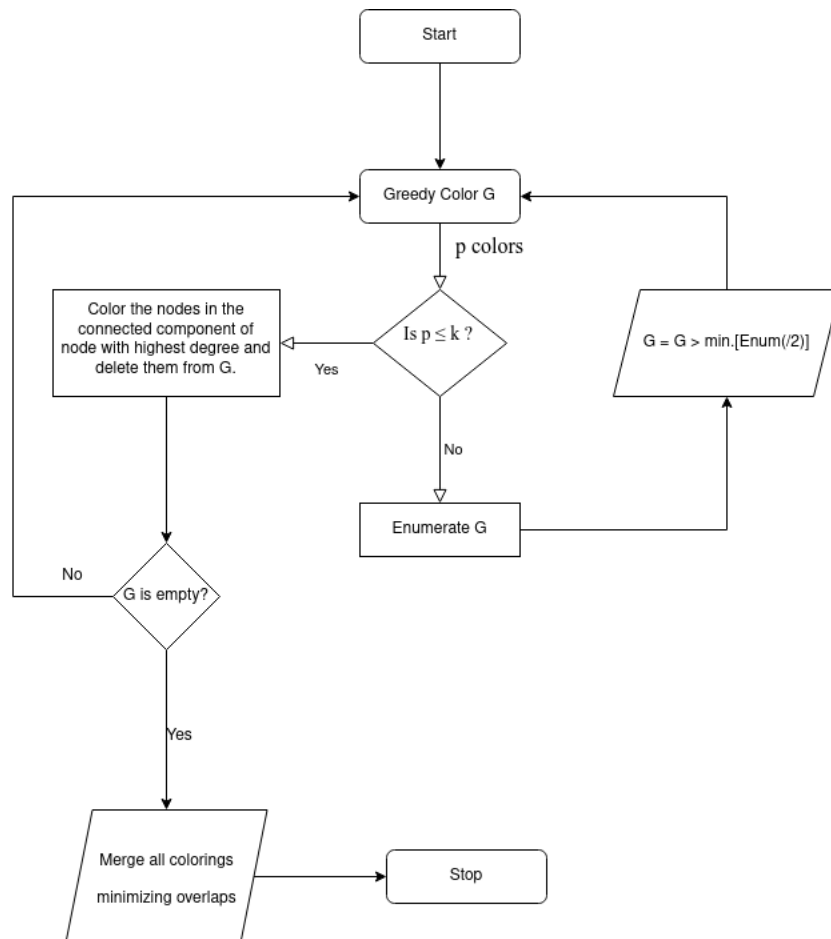 Start
Greedy Color G
p colors
Color the nodes in the
connected component of
node with highest degree and
delete them from G.
Is p ≤ k ?
Yes
G = G > min.[Enum(/2)]
No
Enumerate G
No
G is empty?
Yes
Merge all colorings
minimizing overlaps
Stop